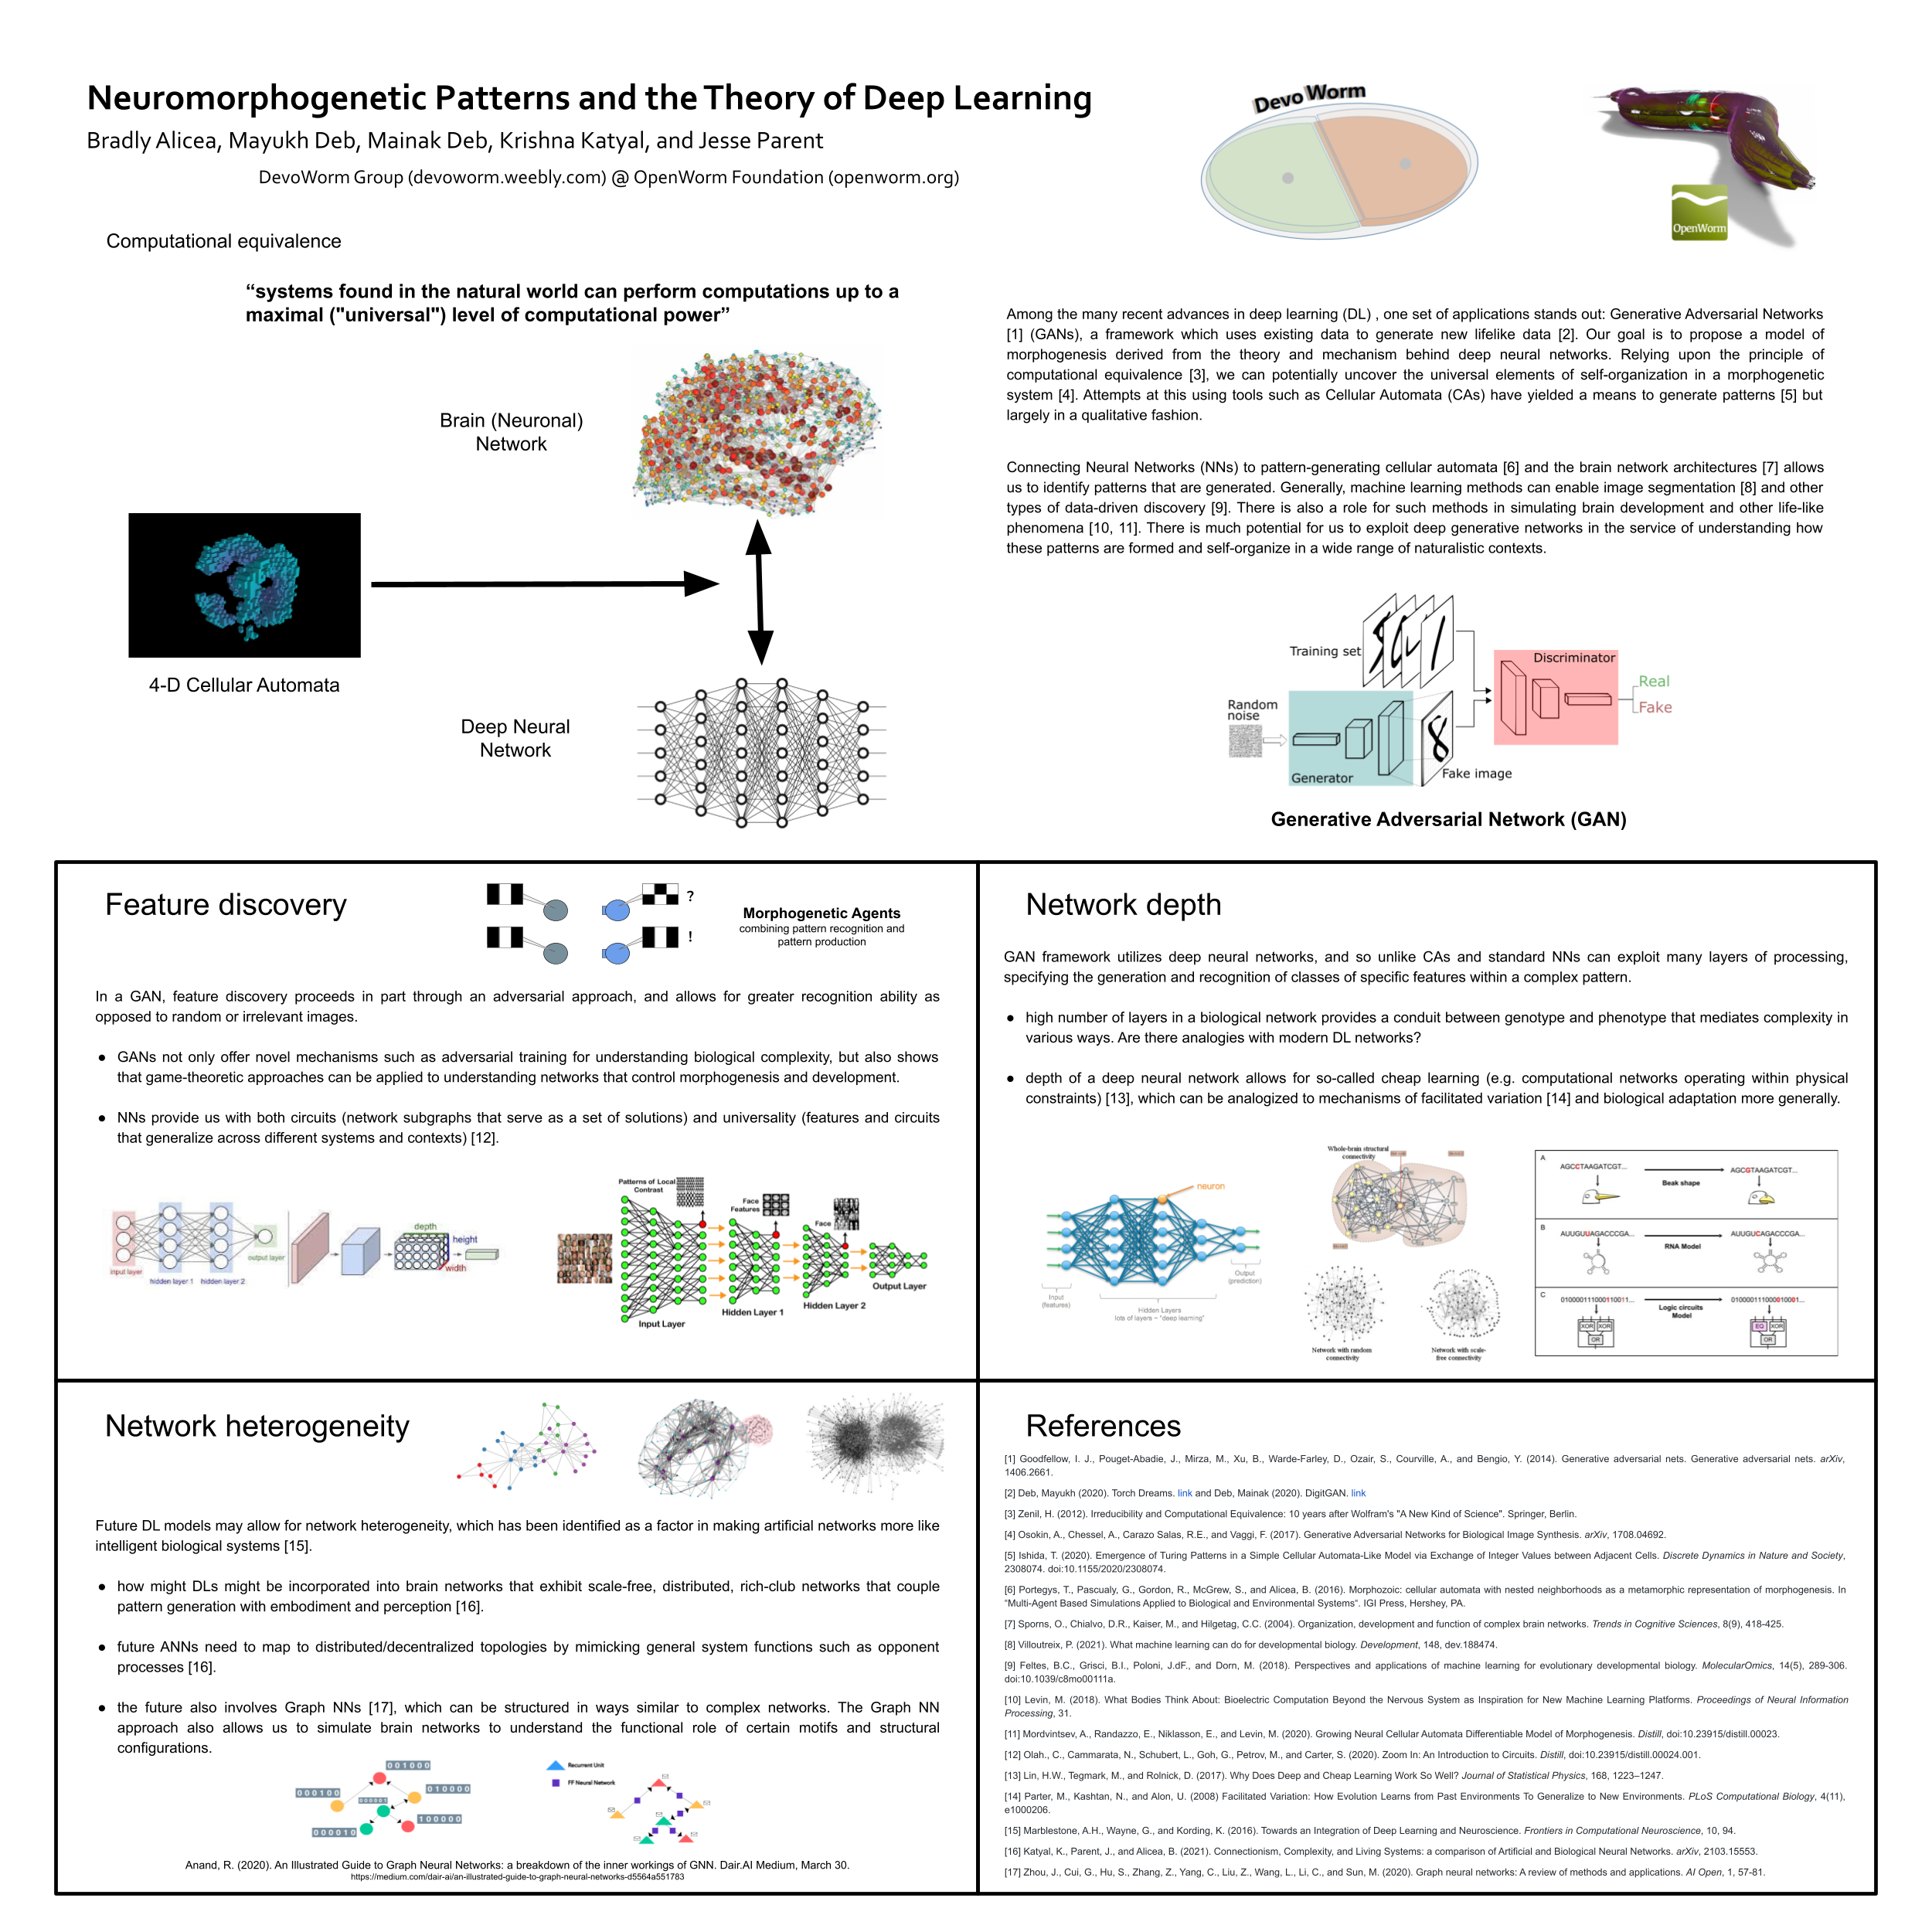 Neuromorphogenetic Patterns and the Theory of Deep Learning
Bradly Alicea, Mayukh Deb, Mainak Deb, Krishna Katyal, and Jesse Parent
DevoWorm Group (devoworm.weebly.com) @ OpenWorm Foundation (openworm.org)
Devo Worm
OpenWorm
Computational equivalence
“systems found in the natural world can perform computations up to a
maximal ("universal") level of computational power”
Brain (Neuronal)
Network
4-D Cellular Automata
Deep Neural
Network
Among the many recent advances in deep learning (DL) , one set of applications stands out: Generative Adversarial Networks
[1] (GANs), a framework which uses existing data to generate new lifelike data [2]. Our goal is to propose a model of
morphogenesis derived from the theory and mechanism behind deep neural networks. Relying upon the principle of
computational equivalence [3], we can potentially uncover the universal elements of self-organization in a morphogenetic
system [4]. Attempts at this using tools such as Cellular Automata (CAs) have yielded a means to generate patterns [5] but
largely in a qualitative fashion.
Connecting Neural Networks (NNs) to pattern-generating cellular automata [6] and the brain network architectures [7] allows
us to identify patterns that are generated. Generally, machine learning methods can enable image segmentation [8] and other
types of data-driven discovery [9]. There is also a role for such methods in simulating brain development and other life-like
phenomena [10, 11]. There is much potential for us to exploit deep generative networks in the service of understanding how
these patterns are formed and self-organize in a wide range of naturalistic contexts.
Training set
Discriminator
Real
Fake
Random
noise
8
Generator
Fake image
Generative Adversarial Network (GAN)
Feature discovery
?
!
Morphogenetic Agents
combining pattern recognition and
pattern production
In a GAN, feature discovery proceeds in part through an adversarial approach, and allows for greater recognition ability as
opposed to random or irrelevant images.
● GANs not only offer novel mechanisms such as adversarial training for understanding biological complexity, but also shows
that game-theoretic approaches can be applied to understanding networks that control morphogenesis and development.
● NNs provide us with both circuits (network subgraphs that serve as a set of solutions) and universality (features and circuits
that generalize across different systems and contexts) [12].
input layer
hidden layer 1
hidden layer 2
output layer
depth
height
width
Patterns of Local
Contrast
Face
Features
Face
Input Layer
Hidden Layer 1
Hidden Layer 2
Output Layer
Network depth
GAN framework utilizes deep neural networks, and so unlike CAs and standard NNs can exploit many layers of processing,
specifying the generation and recognition of classes of specific features within a complex pattern.
● high number of layers in a biological network provides a conduit between genotype and phenotype that mediates complexity in
various ways. Are there analogies with modern DL networks?
● depth of a deep neural network allows for so-called cheap learning (e.g. computational networks operating within physical
constraints) [13], which can be analogized to mechanisms of facilitated variation [14] and biological adaptation more generally.
neuron
Input
(features)
Hidden Layers
lots of layers ~ "deep learning"
Output
(prediction)
Whole-brain structural
connectivity
Network with random
connectivity
Network with scale-
free connectivity
A
AGCCTAAGATCGT...
AGCGTAAGATCGT...
Beak shape
B
AUUGUUAGACCCGA...
AUUGUCAGACCCGA...
RNA Model
C
010000111000110011...
010000111000010001...
Logic circuits
Model
XOR XOR
OR
EQ XOR
OR
Network heterogeneity
Future DL models may allow for network heterogeneity, which has been identified as a factor in making artificial networks more like
intelligent biological systems [15].
● how might DLs might be incorporated into brain networks that exhibit scale-free, distributed, rich-club networks that couple
pattern generation with embodiment and perception [16].
● future ANNs need to map to distributed/decentralized topologies by mimicking general system functions such as opponent
processes [16].
● the future also involves Graph NNs [17], which can be structured in ways similar to complex networks. The Graph NN
approach also allows us to simulate brain networks to understand the functional role of certain motifs and structural
configurations.
001000
000100
010000
000001
100000
000010
Recurrent Unit
FF Neural Network
Anand, R. (2020). An Illustrated Guide to Graph Neural Networks: a breakdown of the inner workings of GNN. Dair.AI Medium, March 30.
https://medium.com/dair-ai/an-illustrated-guide-to-graph-neural-networks-d5564a551783
References
[1] Goodfellow, I. J., Pouget-Abadie, J., Mirza, M., Xu, B., Warde-Farley, D., Ozair, S., Courville, A., and Bengio, Y. (2014). Generative adversarial nets. Generative adversarial nets. arXiv,
1406.2661.
[2] Deb, Mayukh (2020). Torch Dreams. link and Deb, Mainak (2020). DigitGAN. link
[3] Zenil, H. (2012). Irreducibility and Computational Equivalence: 10 years after Wolfram's "A New Kind of Science". Springer, Berlin.
[4] Osokin, A., Chessel, A., Carazo Salas, R.E., and Vaggi, F. (2017). Generative Adversarial Networks for Biological Image Synthesis. arXiv, 1708.04692.
[5] Ishida, T. (2020). Emergence of Turing Patterns in a Simple Cellular Automata-Like Model via Exchange of Integer Values between Adjacent Cells. Discrete Dynamics in Nature and Society,
2308074. doi:10.1155/2020/2308074.
[6] Portegys, T., Pascualy, G., Gordon, R., McGrew, S., and Alicea, B. (2016). Morphozoic: cellular automata with nested neighborhoods as a metamorphic representation of morphogenesis. In
“Multi-Agent Based Simulations Applied to Biological and Environmental Systems“. IGI Press, Hershey, PA.
[7] Sporns, O., Chialvo, D.R., Kaiser, M., and Hilgetag, C.C. (2004). Organization, development and function of complex brain networks. Trends in Cognitive Sciences, 8(9), 418-425.
[8] Villoutreix, P. (2021). What machine learning can do for developmental biology. Development, 148, dev.188474.
[9] Feltes, B.C., Grisci, B.I., Poloni, J.dF., and Dorn, M. (2018). Perspectives and applications of machine learning for evolutionary developmental biology. MolecularOmics, 14(5), 289-306.
doi:10.1039/c8mo00111a.
[10] Levin, M. (2018). What Bodies Think About: Bioelectric Computation Beyond the Nervous System as Inspiration for New Machine Learning Platforms. Proceedings of Neural Information
Processing, 31.
[11] Mordvintsev, A., Randazzo, E., Niklasson, E., and Levin, M. (2020). Growing Neural Cellular Automata Differentiable Model of Morphogenesis. Distill, doi:10.23915/distill.00023.
[12] Olah, C., Cammarata, N., Schubert, L., Goh, G., Petrov, M., and Carter, S. (2020). Zoom In: An Introduction to Circuits. Distill, doi:10.23915/distill.00024.001.
[13] Lin, H.W., Tegmark, M., and Rolnick, D. (2017). Why Does Deep and Cheap Learning Work So Well? Journal of Statistical Physics, 168, 1223–1247.
[14] Parter, M., Kashtan, N., and Alon, U. (2008) Facilitated Variation: How Evolution Learns from Past Environments To Generalize to New Environments. PLoS Computational Biology, 4(11),
e1000206.
[15] Marblestone, A.H., Wayne, G., and Kording, K. (2016). Towards an Integration of Deep Learning and Neuroscience. Frontiers in Computational Neuroscience, 10, 94.
[16] Katyal, K., Parent, J., and Alicea, B. (2021). Connectionism, Complexity, and Living Systems: a comparison of Artificial and Biological Neural Networks. arXiv, 2103.15553.
[17] Zhou, J., Cui, G., Hu, S., Zhang, Z., Yang, C., Liu, Z., Wang, L., Li, C., and Sun, M. (2020). Graph neural networks: A review of methods and applications. AI Open, 1, 57-81.